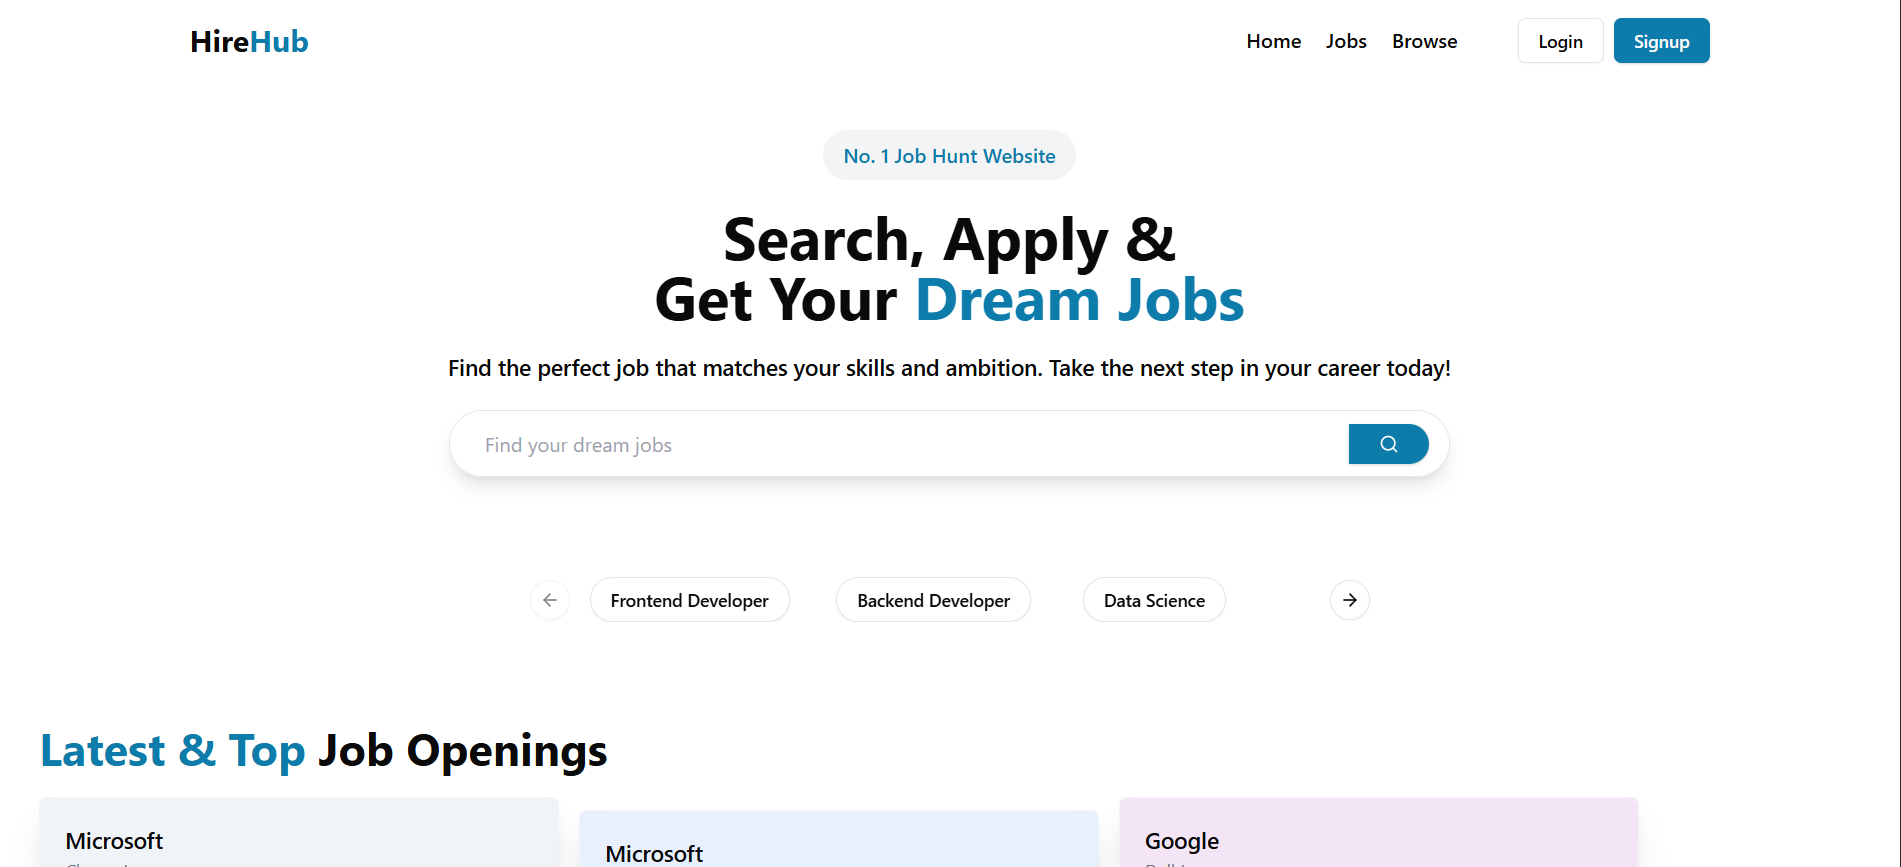 HireHub
Home Jobs Browse Login Signup
No. 1 Job Hunt Website
Search, Apply &
Get Your Dream Jobs
Find the perfect job that matches your skills and ambition. Take the next step in your career today!
Find your dream jobs
Frontend Developer Backend Developer Data Science
Latest & Top Job Openings
Microsoft
Microsoft
Google